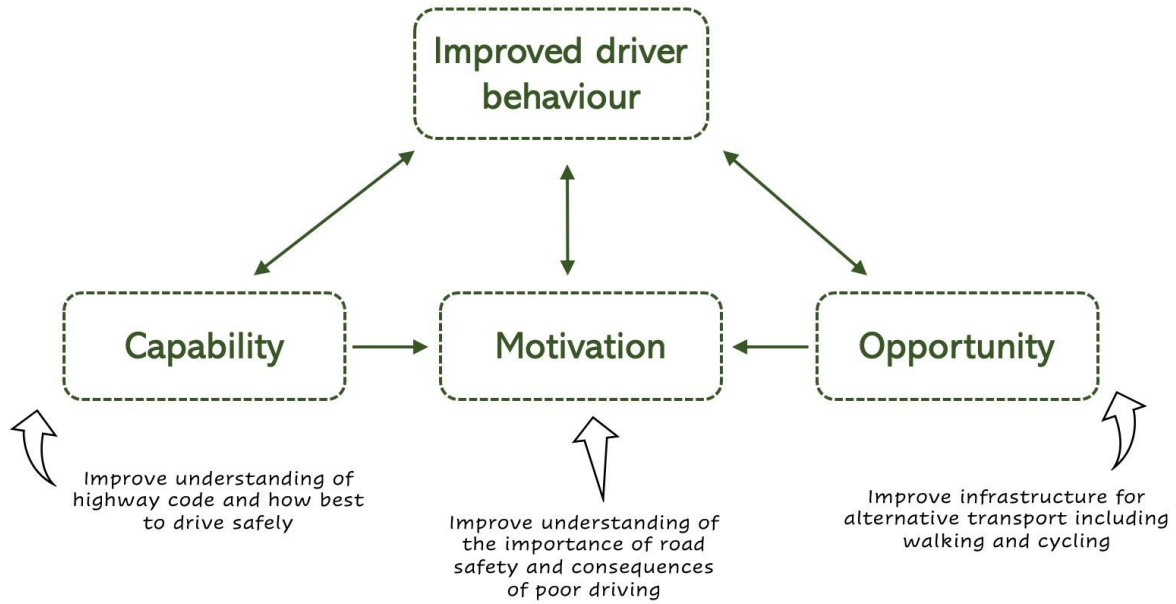 Improved driver
behaviour
Capability
Motivation
Opportunity
Improve understanding of
highway code and how best
to drive safely
Improve understanding of
the importance of road
safety and consequences
of poor driving
Improve infrastructure for
alternative transport including
walking and cycling